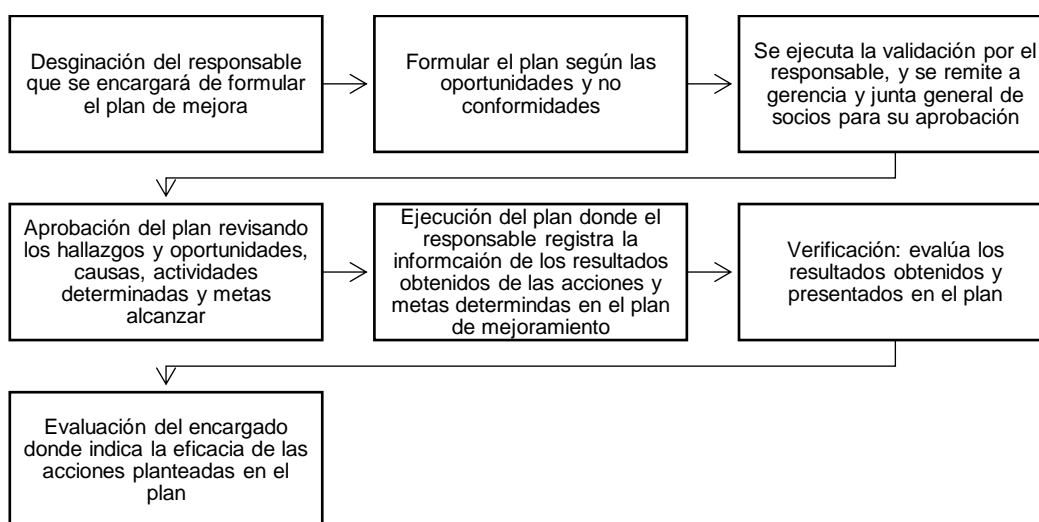 Desginación del responsable
que se encargará de formular
el plan de mejora
Formular el plan según las
oportunidades y no
conformidades
Se ejecuta la validación por el
responsable, y se remite a
gerencia y junta general de
socios para su aprobación
Aprobación del plan revisando
los hallazgos y oportunidades,
causas, actividades
determinadas y metas
alcanzar
Ejecución del plan donde el
responsable registra la
informcaión de los resultados
obtenidos de las acciones y
metas determindas en el plan
de mejoramiento
Verificación: evalúa los
resultados obtenidos y
presentados en el plan
Evaluación del encargado
donde indica la eficacia de las
acciones planteadas en el
plan